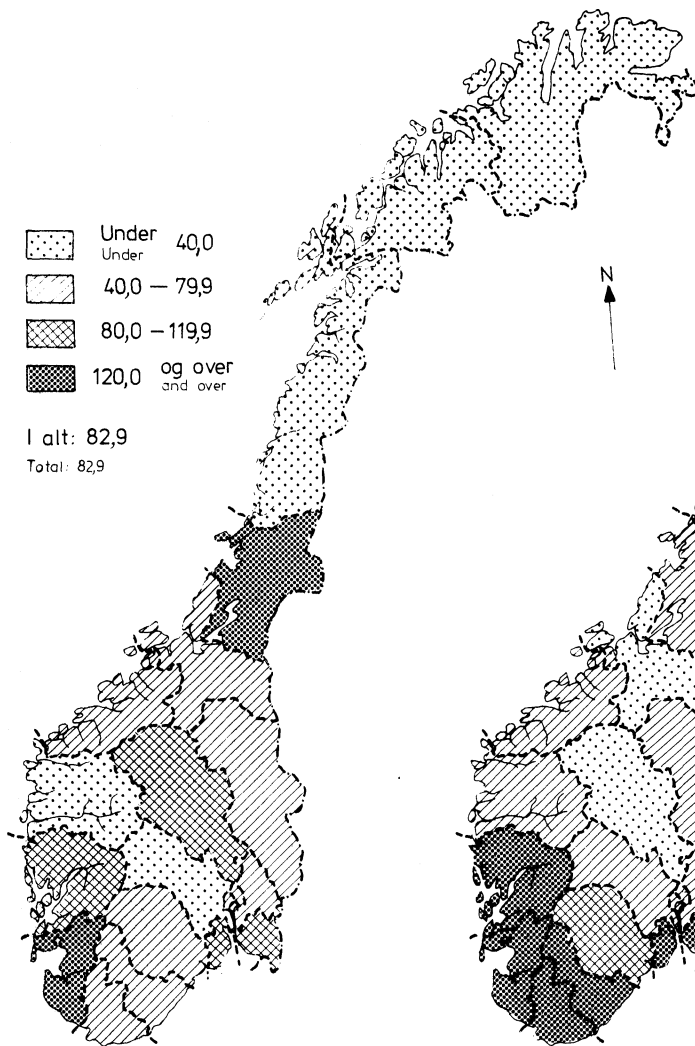 Under 40,0
Under
40,0 — 79,9
80,0 — 119,9
120,0 og over
and over
I alt: 82,9
Total: 82,9
N